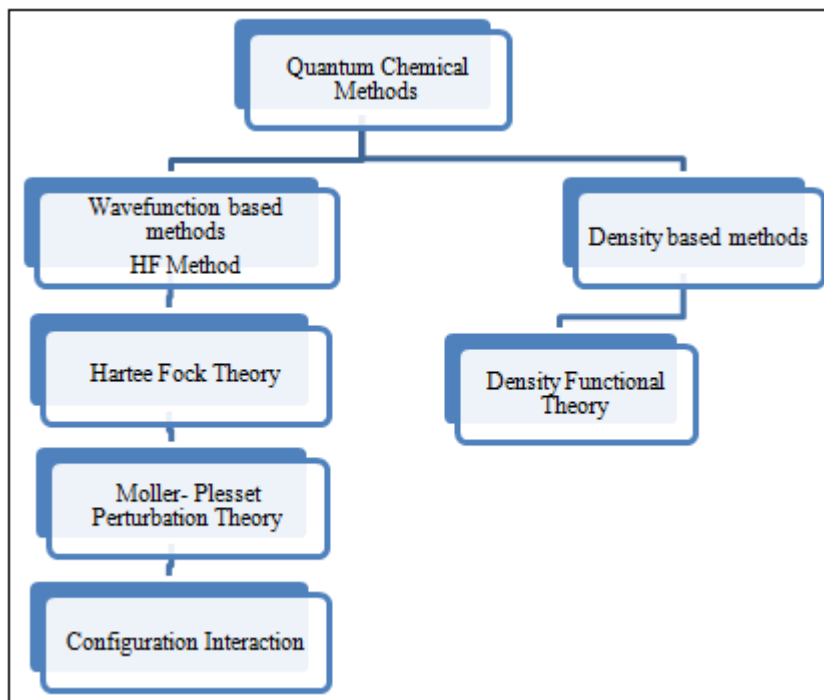 Quantum Chemical
Methods
Wavefunction based
methods
HF Method
Density based methods
Hartee Fock Theory
Density Functional
Theory
Moller- Plesset
Perturbation Theory
Configuration Interaction